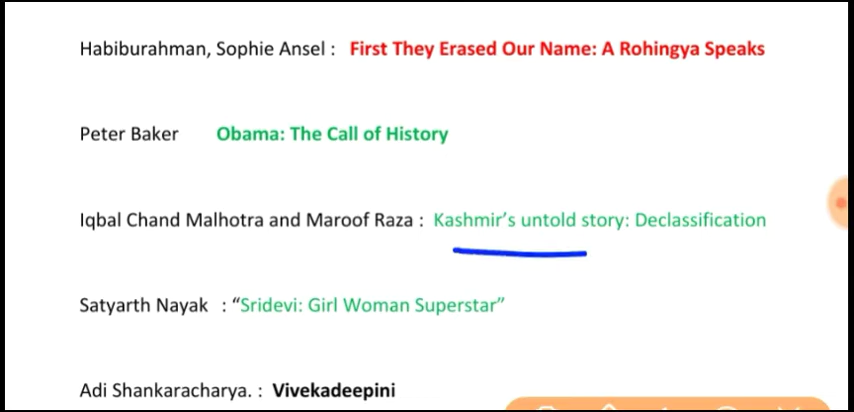 Habiburahman, Sophie Ansel : First They Erased Our Name: A Rohingya Speaks
Peter Baker Obama: The Call of History
Iqbal Chand Malhotra and Maroof Raza : Kashmir’s untold story: Declassification
Satyarth Nayak : “Sridevi: Girl Woman Superstar”
Adi Shankaracharya. : Vivekadeepini